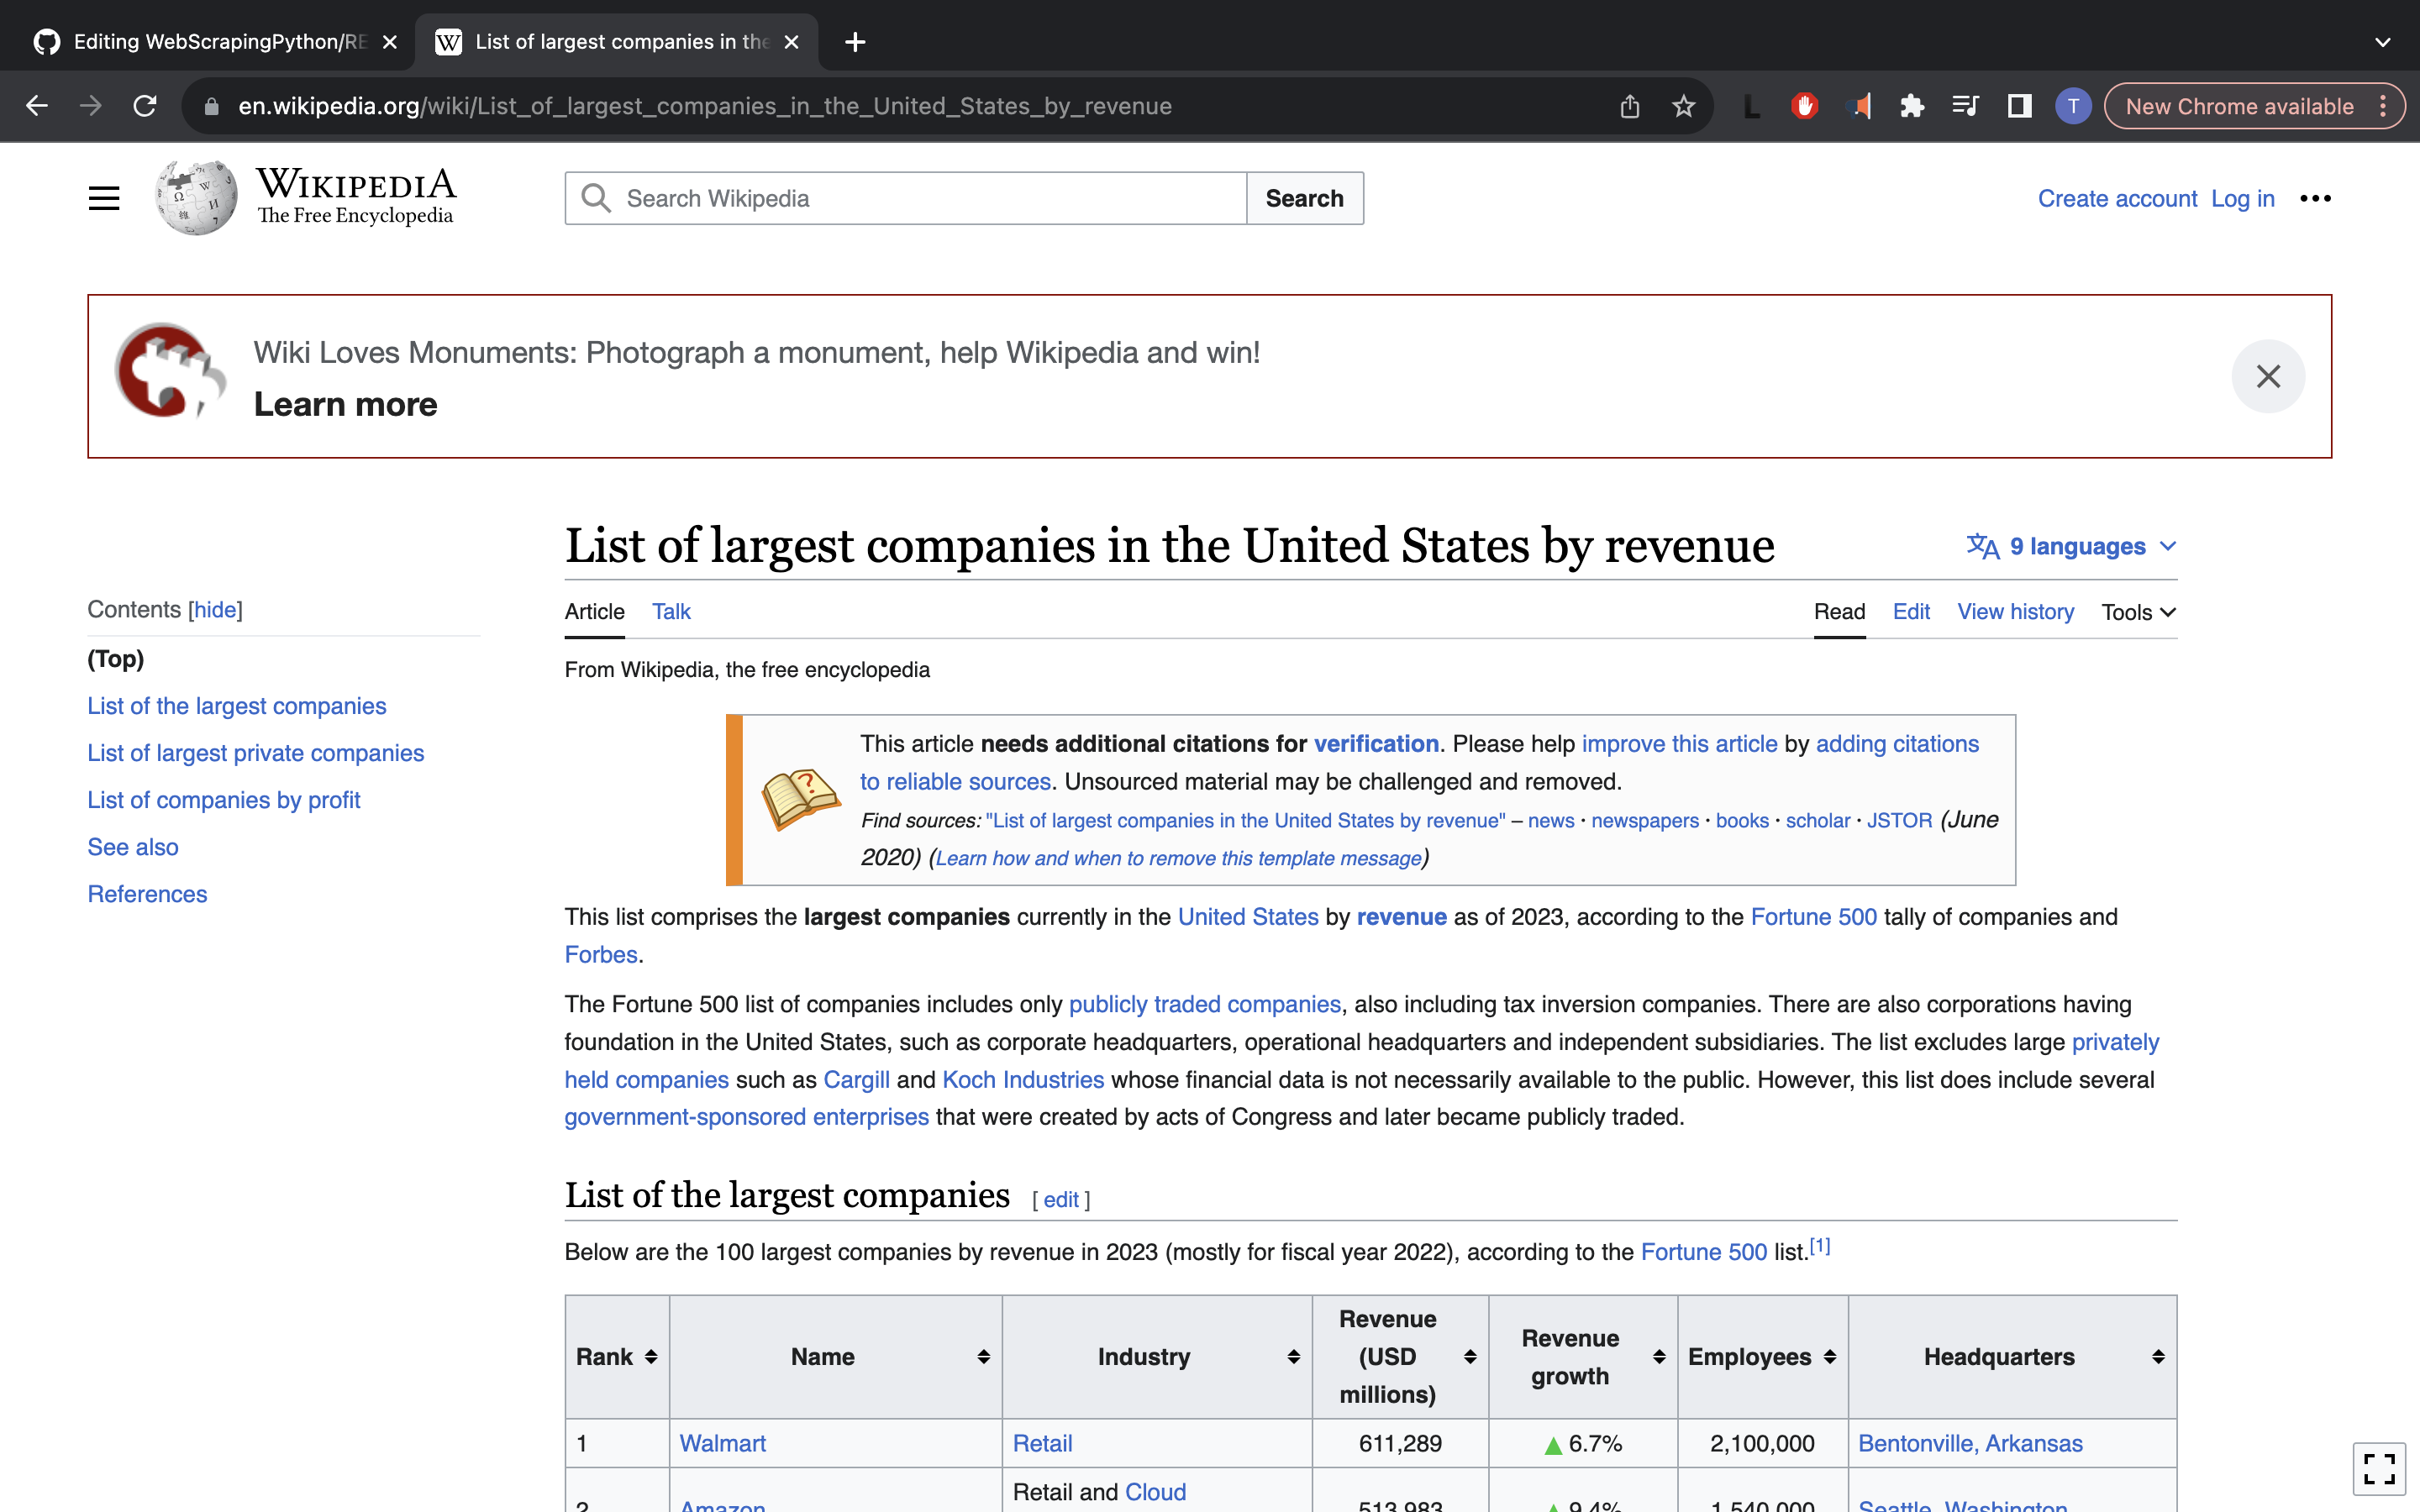 Editing WebScrapingPython/RE
List of largest companies in the
en.wikipedia.org/wiki/List_of_largest_companies_in_the_United_States_by_revenue
T
New Chrome available
WIKIPEDIA
The Free Encyclopedia
Search Wikipedia
Search
Create account Log in
Wiki Loves Monuments: Photograph a monument, help Wikipedia and win!
Learn more
List of largest companies in the United States by revenue
9 languages
Contents [hide]
(Top)
List of the largest companies
List of largest private companies
List of companies by profit
See also
References
Article Talk
Read Edit View history Tools
From Wikipedia, the free encyclopedia
This article needs additional citations for verification. Please help improve this article by adding citations
to reliable sources. Unsourced material may be challenged and removed.
Find sources: "List of largest companies in the United States by revenue" – news · newspapers · books · scholar · JSTOR (June
2020) (Learn how and when to remove this template message)
This list comprises the largest companies currently in the United States by revenue as of 2023, according to the Fortune 500 tally of companies and
Forbes.
The Fortune 500 list of companies includes only publicly traded companies, also including tax inversion companies. There are also corporations having
foundation in the United States, such as corporate headquarters, operational headquarters and independent subsidiaries. The list excludes large privately
held companies such as Cargill and Koch Industries whose financial data is not necessarily available to the public. However, this list does include several
government-sponsored enterprises that were created by acts of Congress and later became publicly traded.
List of the largest companies [ edit ]
Below are the 100 largest companies by revenue in 2023 (mostly for fiscal year 2022), according to the Fortune 500 list.[1]
Rank Name Industry Revenue (USD millions) Revenue growth Employees Headquarters
1 Walmart Retail 611,289 ▲ 6.7% 2,100,000 Bentonville, Arkansas
2 Amazon Retail and Cloud 513,983 ▲ 9.4% 1,540,000 Seattle, Washington